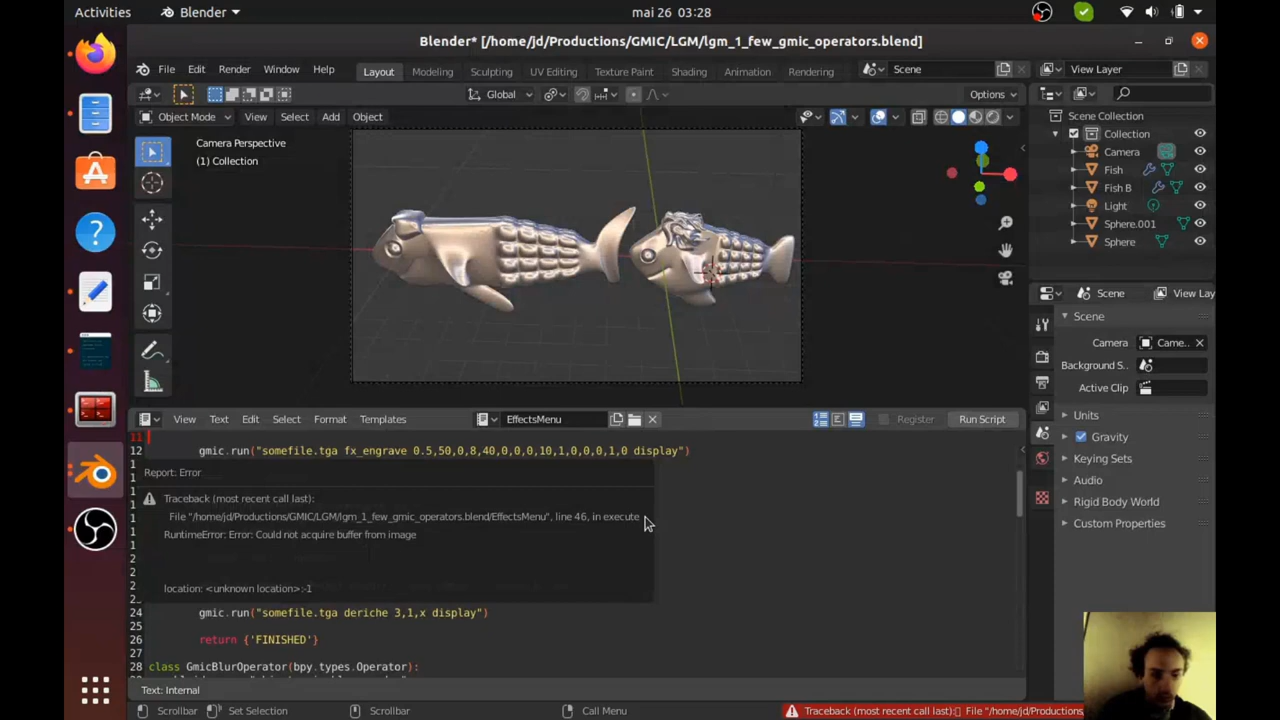 Activities
Blender
mai 26 03:28
Blender* [/home/jd/Productions/GMIC/LGM/lgm_1_few_gmic_operators.blend]
File Edit Render Window Help
Layout Modeling Sculpting UV Editing Texture Paint Shading Animation Rendering
Scene
View Layer
Global
Options
Object Mode View Select Add Object
Camera Perspective
(1) Collection
Scene Collection
Collection
Camera
Fish
Fish B
Light
Sphere.001
Sphere
Scene
View Lay
Scene
Camera
Came..
Background S..
Active Clip
Units
Gravity
Keying Sets
Audio
Rigid Body World
Custom Properties
View Text Edit Select Format Templates
EffectsMenu
Register
Run Script
11
12 gmic.run("somefile.tga fx_engrave 0.5,50,0,8,40,0,0,0,10,1,0,0,0,1,0 display")
Report: Error
Traceback (most recent call last):
File "/home/jd/Productions/GMIC/LGM/lgm_1_few_gmic_operators.blend/EffectsMenu", line 46, in execute
RuntimeError: Error: Could not acquire buffer from image
location: <unknown location>:-1
24 gmic.run("somefile.tga deriche 3,1,x display")
25
26 return {'FINISHED'}
28 class GmicBlurOperator(bpy.types.Operator):
Text: Internal
Scrollbar
Set Selection
Scrollbar
Call Menu
Traceback (most recent call last): File "/home/jd/Productions/